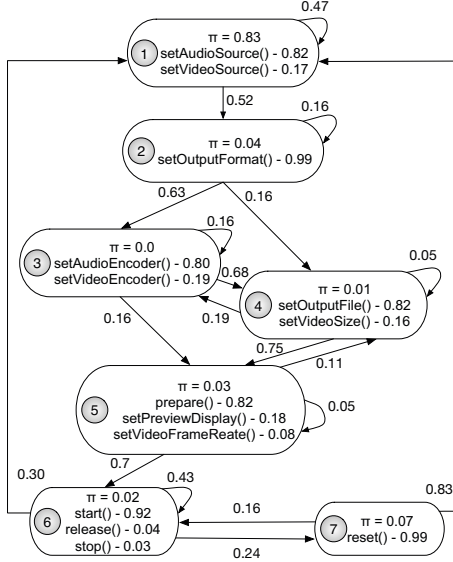 0.47
π = 0.83
1
setAudioSource() - 0.82
setVideoSource() - 0.17
0.52
0.16
π = 0.04
2
setOutputFormat() - 0.99
0.63
0.16
0.16
π = 0.0
3
setAudioEncoder() - 0.80
setVideoEncoder() - 0.19
0.68
0.05
π = 0.01
4
setOutputFile() - 0.82
setVideoSize() - 0.16
0.19
0.16
0.75
0.11
π = 0.03
5
prepare() - 0.82
setPreviewDisplay() - 0.18
setVideoFrameReate() - 0.08
0.05
0.7
0.30
0.43
0.83
π = 0.02
6
start() - 0.92
release() - 0.04
stop() - 0.03
0.16
0.24
π = 0.07
7
reset() - 0.99